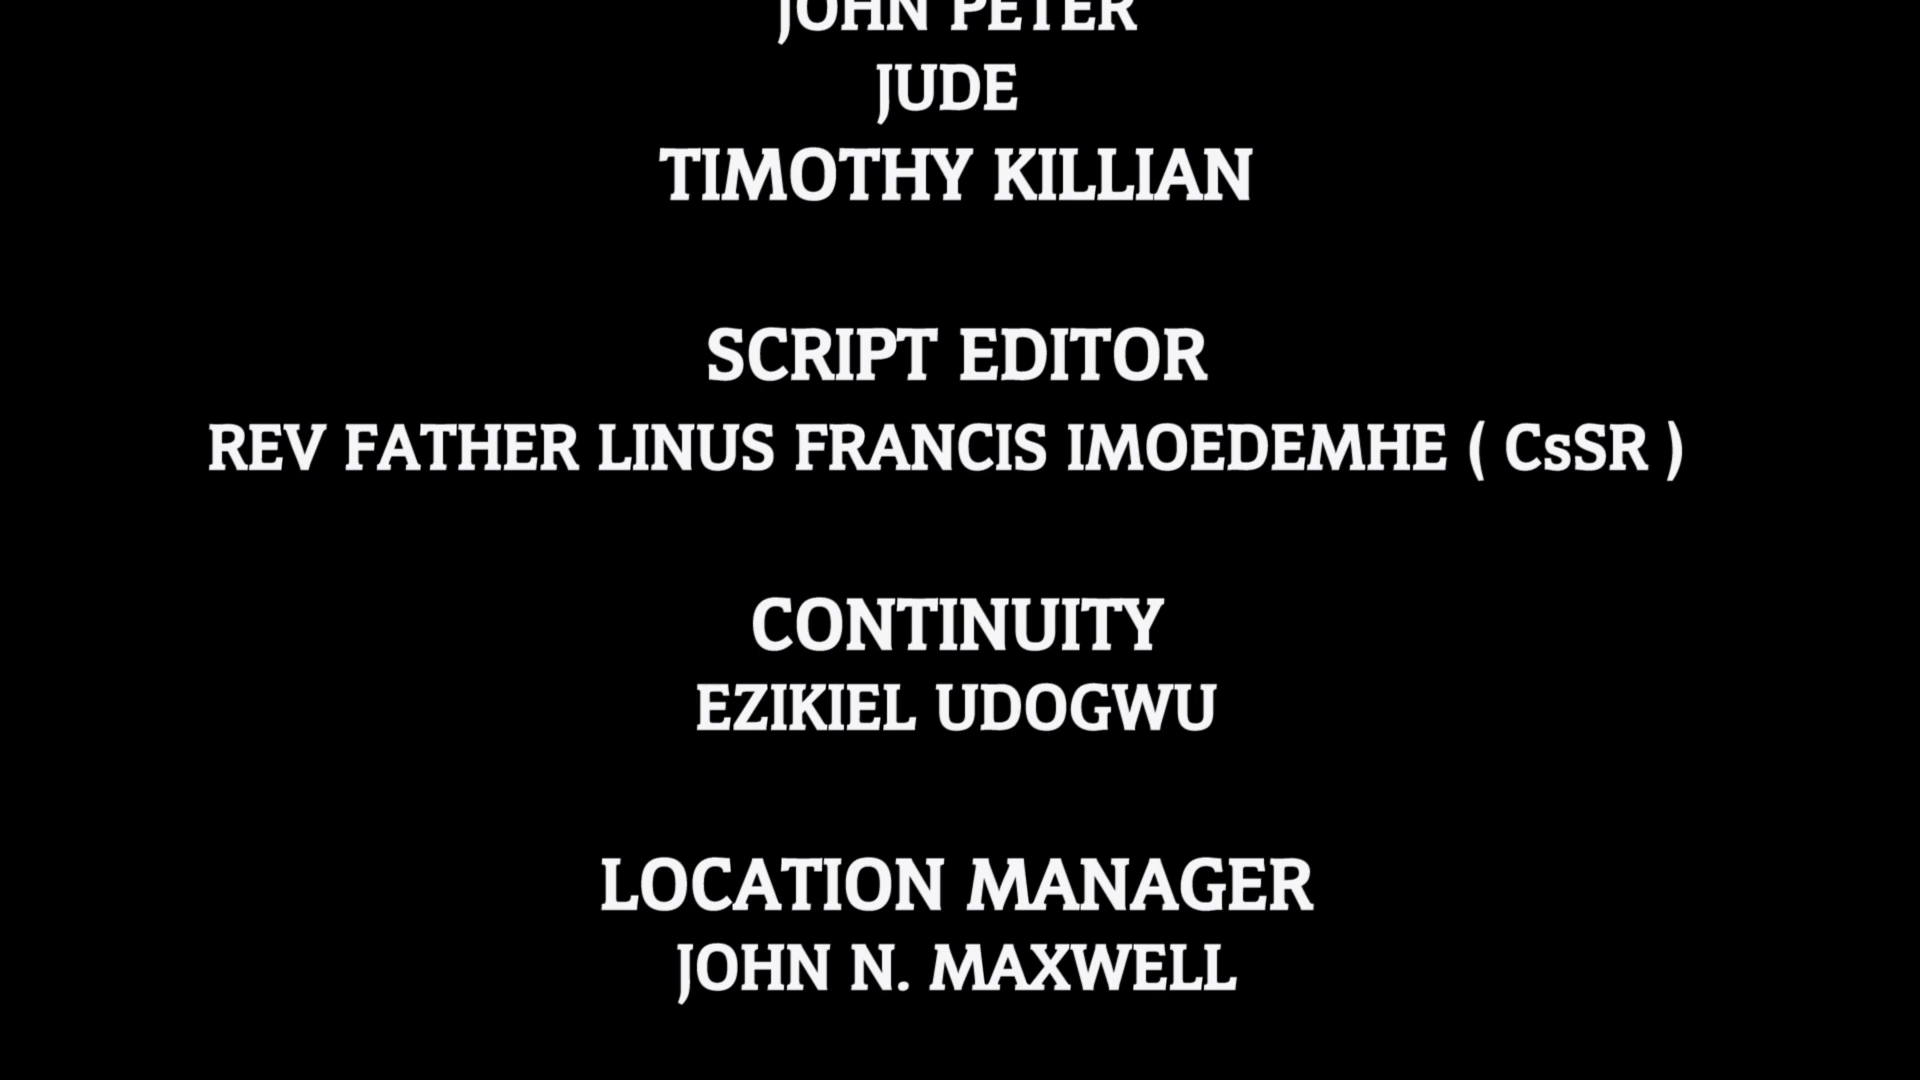 JOHN PETER
JUDE
TIMOTHY KILLIAN
SCRIPT EDITOR
REV FATHER LINUS FRANCIS IMOEDEMHE ( CsSR )
CONTINUITY
EZIKIEL UDOGWU
LOCATION MANAGER
JOHN N. MAXWELL